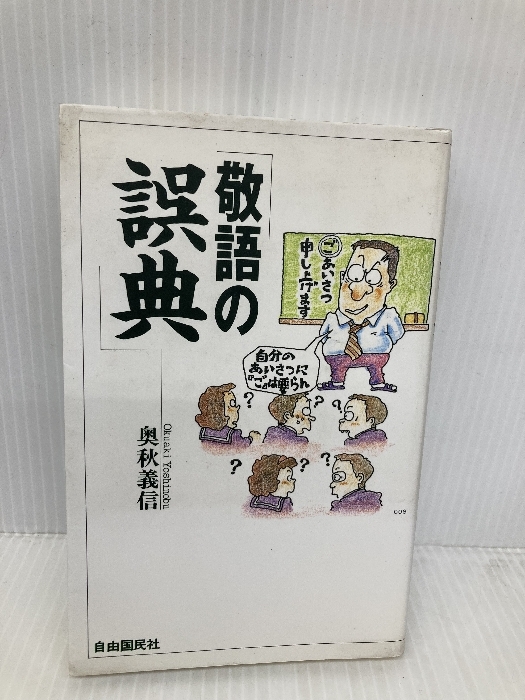 敬語の
誤典
ごあいさつ
申し上げます
自分の
あいさつに
『ご』は要らん
?
?
?
?
?
奥秋義信
Okuaki Yoshinobu
自由国民社